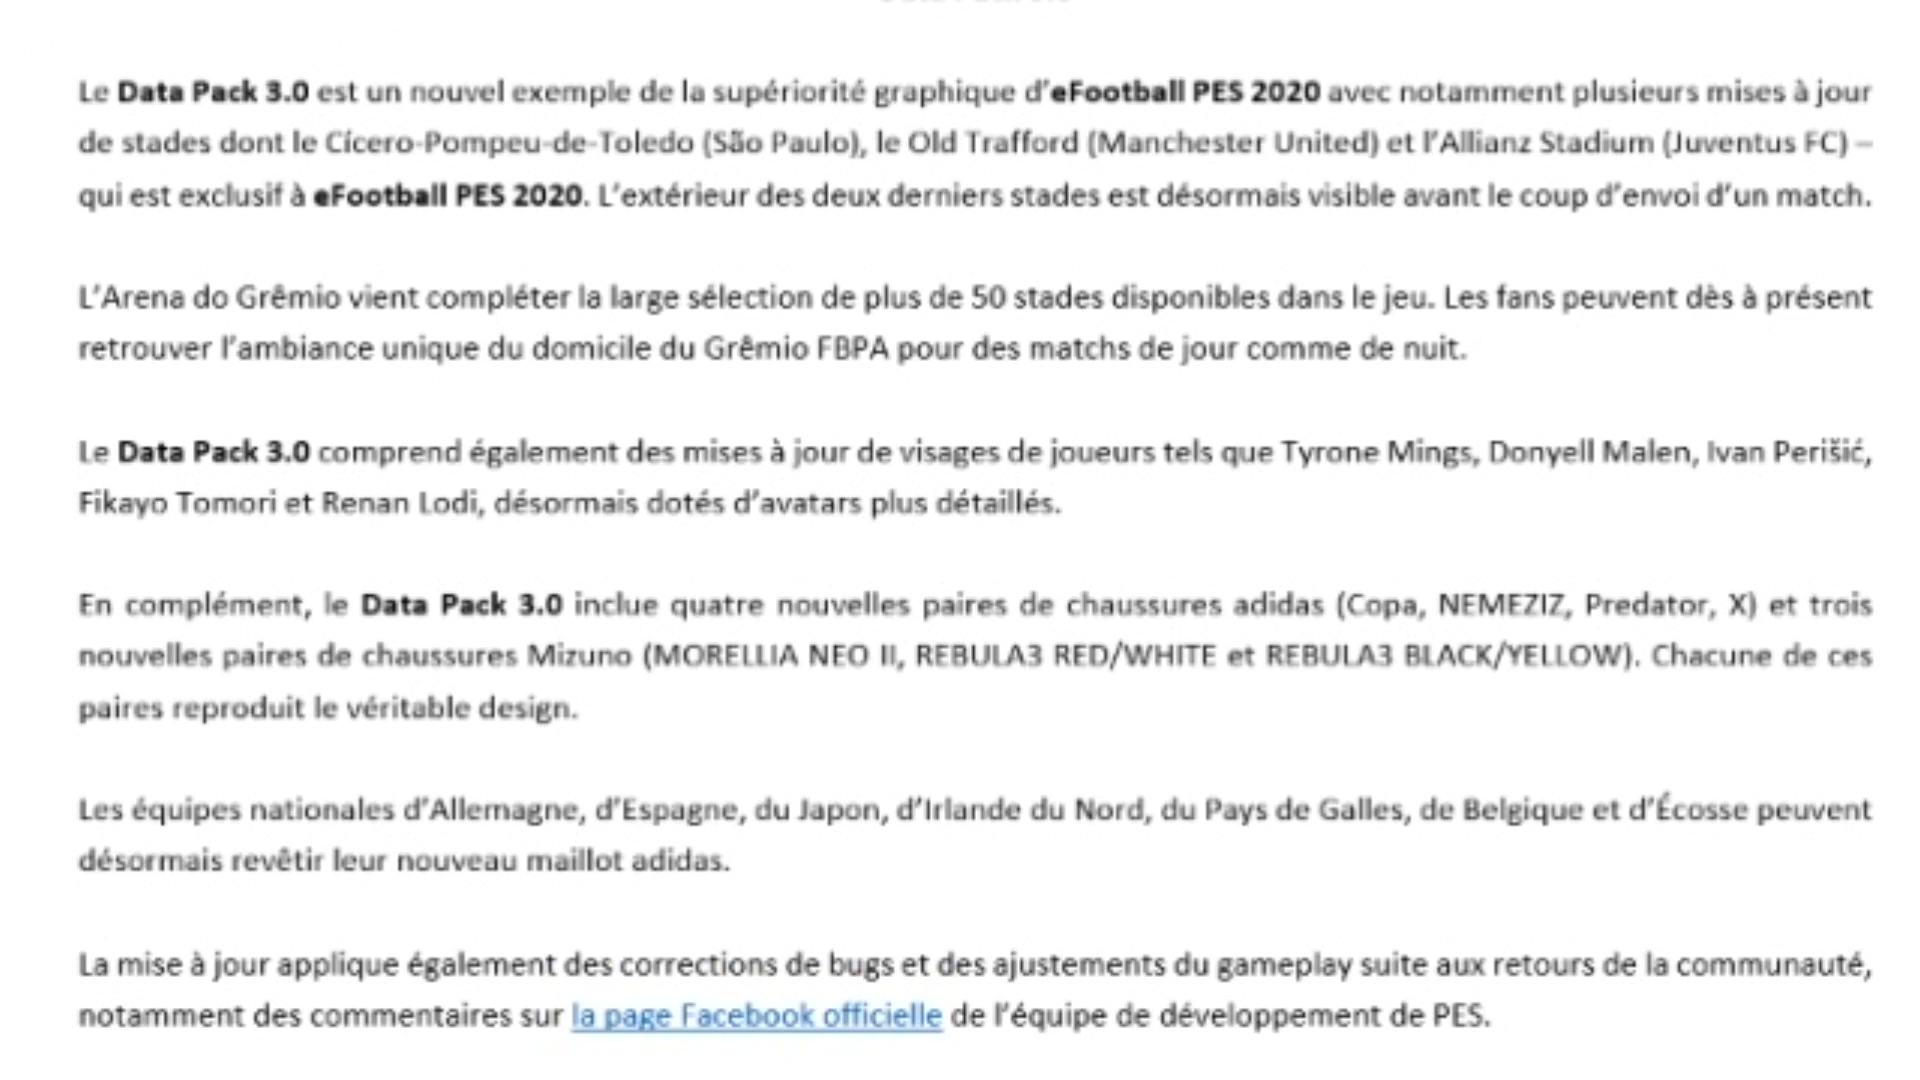 Le Data Pack 3.0 est un nouvel exemple de la supériorité graphique d'eFootball PES 2020 avec notamment plusieurs mises à jour
de stades dont le Cícero-Pompeu-de-Toledo (São Paulo), le Old Trafford (Manchester United) et l'Allianz Stadium (Juventus FC) –
qui est exclusif à eFootball PES 2020. L'extérieur des deux derniers stades est désormais visible avant le coup d'envoi d'un match.
L'Arena do Grêmio vient compléter la large sélection de plus de 50 stades disponibles dans le jeu. Les fans peuvent dès à présent
retrouver l'ambiance unique du domicile du Grêmio FBPA pour des matchs de jour comme de nuit.
Le Data Pack 3.0 comprend également des mises à jour de visages de joueurs tels que Tyrone Mings, Donyell Malen, Ivan Perišić,
Fikayo Tomori et Renan Lodi, désormais dotés d'avatars plus détaillés.
En complément, le Data Pack 3.0 inclue quatre nouvelles paires de chaussures adidas (Copa, NEMEZIZ, Predator, X) et trois
nouvelles paires de chaussures Mizuno (MORELLIA NEO II, REBULA3 RED/WHITE et REBULA3 BLACK/YELLOW). Chacune de ces
paires reproduit le véritable design.
Les équipes nationales d'Allemagne, d'Espagne, du Japon, d'Irlande du Nord, du Pays de Galles, de Belgique et d'Écosse peuvent
désormais revêtir leur nouveau maillot adidas.
La mise à jour applique également des corrections de bugs et des ajustements du gameplay suite aux retours de la communauté,
notamment des commentaires sur la page Facebook officielle de l'équipe de développement de PES.